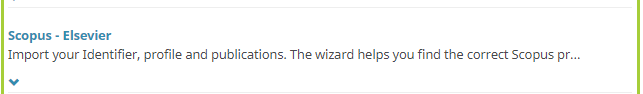 Scopus - Elsevier
Import your Identifier, profile and publications. The wizard helps you find the correct Scopus pr...